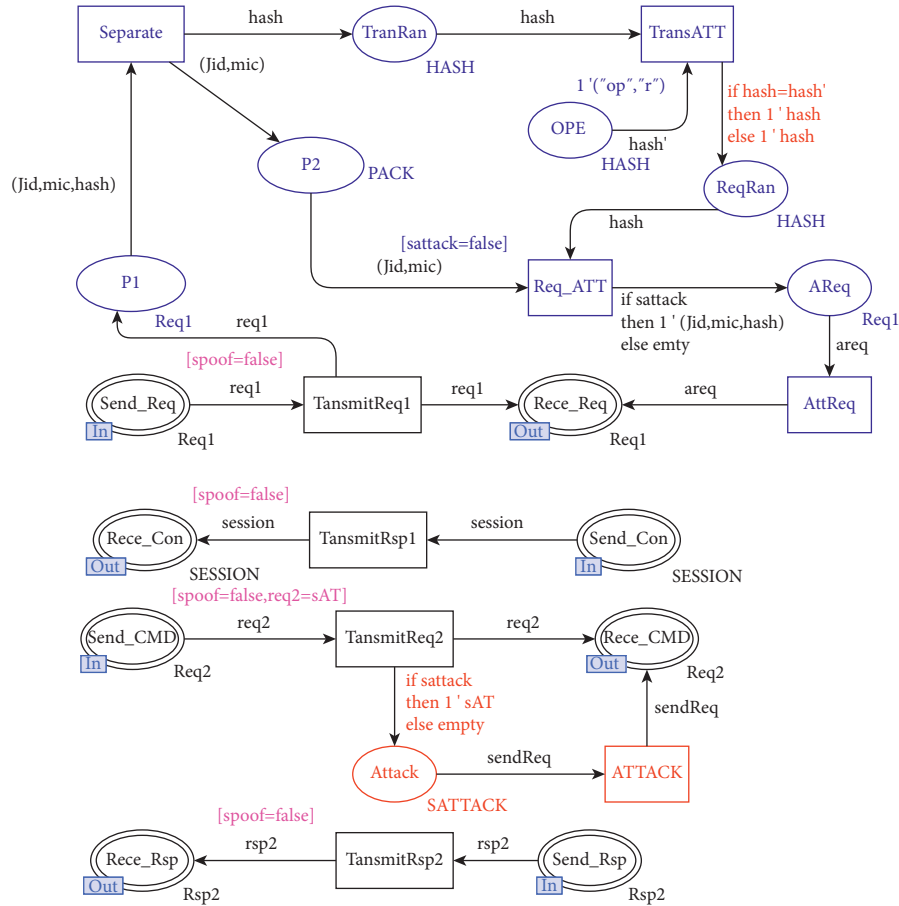 hash
hash
Separate
TranRan
TransATT
(Jid,mic)
HASH
1 '("op","r")
if hash=hash'
then 1 ' hash
else 1 ' hash
OPE
hash'
HASH
P2
PACK
(Jid,mic,hash)
ReqRan
hash
HASH
[sattack=false]
(Jid,mic)
P1
Req_ATT
AReq
Req1
if sattack
then 1 ' (Jid,mic,hash)
else emty
Req1
req1
areq
[spoof=false]
Send_Req
req1
TansmitReq1
req1
Rece_Req
areq
AttReq
In
Req1
Out
Req1
[spoof=false]
Rece_Con
session
TansmitRsp1
session
Send_Con
Out
SESSION
In
SESSION
[spoof=false,req2=sAT]
Send_CMD
req2
TansmitReq2
req2
Rece_CMD
In
Req2
Out
Req2
if sattack
then 1 ' sAT
else empty
sendReq
Attack
sendReq
ATTACK
SATTACK
[spoof=false]
Rece_Rsp
rsp2
TansmitRsp2
rsp2
Send_Rsp
Out
Rsp2
In
Rsp2